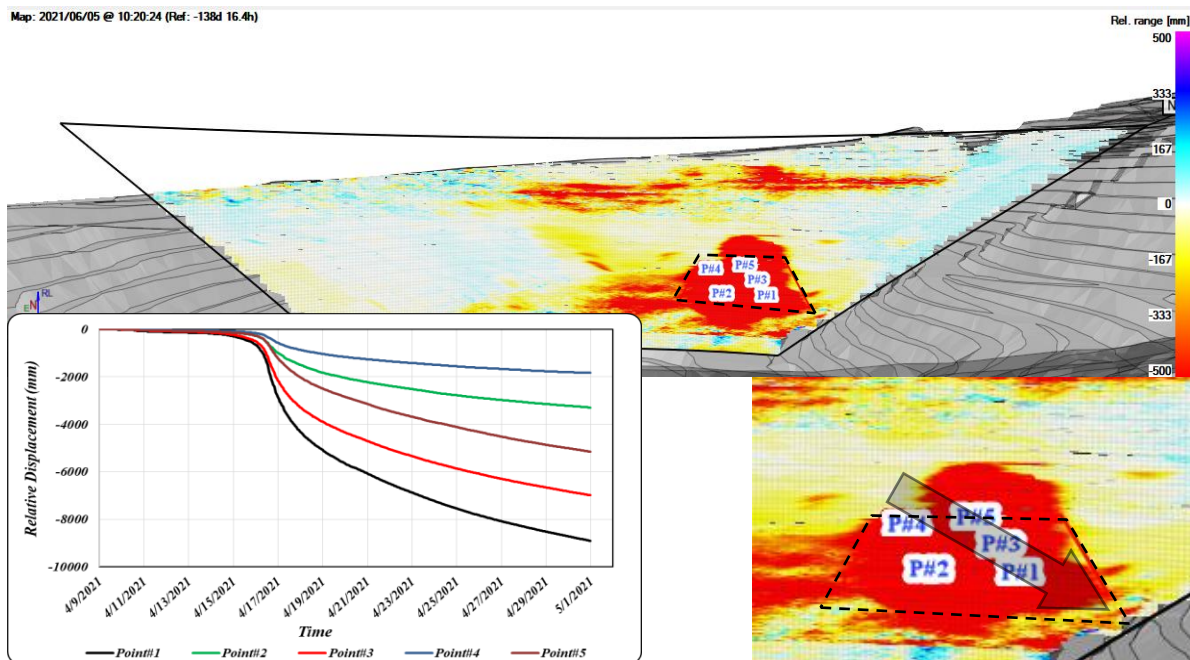 Map: 2021/06/05 @ 10:20:24 (Ref: -138d 16.4h)
Rel. range [mm]
500
333
N
167
0
-167
-333
-500
P#4
P#5
P#3
P#2
P#1
RL
E
N
0
-2000
-4000
-6000
-8000
-10000
Relative Displacement (mm)
4/9/2021
4/11/2021
4/13/2021
4/15/2021
4/17/2021
4/19/2021
4/21/2021
4/23/2021
4/25/2021
4/27/2021
4/29/2021
5/1/2021
Time
Point#1 Point#2 Point#3 Point#4 Point#5
P#4
P#5
P#3
P#2
P#1